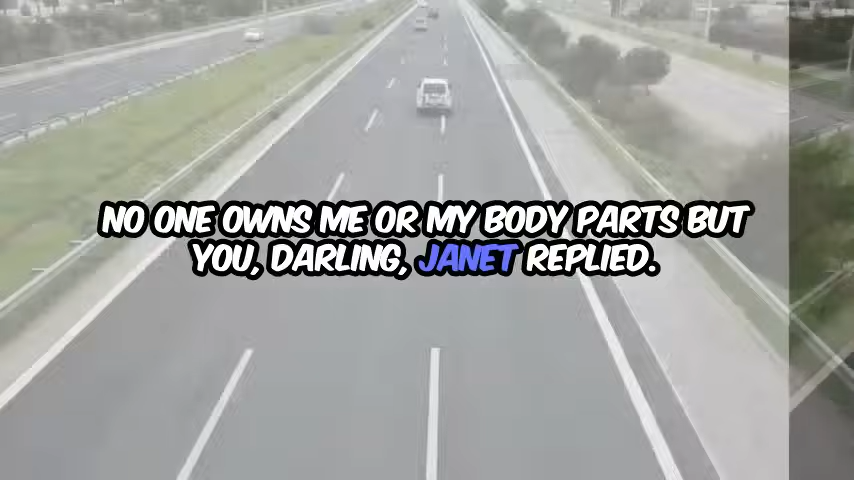 NO ONE OWNS ME OR MY BODY PARTS BUT
YOU, DARLING, JANET REPLIED.